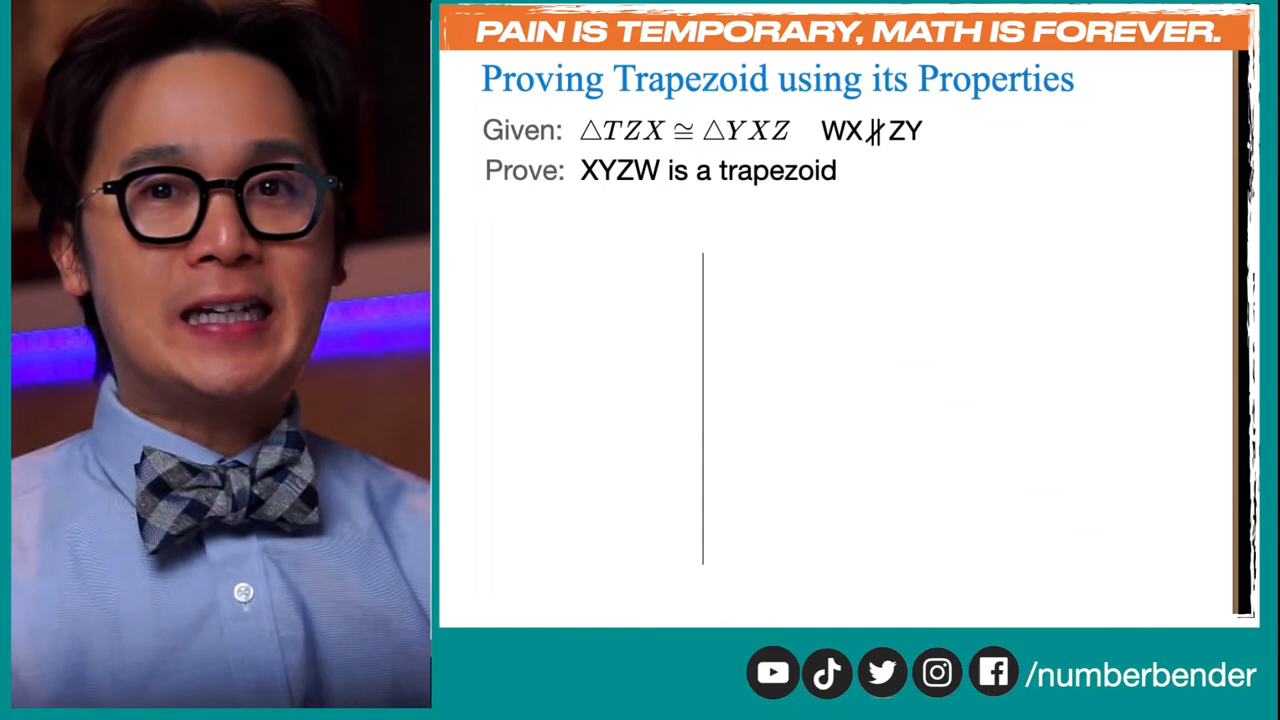 PAIN IS TEMPORARY, MATH IS FOREVER.
Proving Trapezoid using its Properties
Given: △TZX ≅ △YXZ WX ∦ ZY
Prove: XYZW is a trapezoid
/numberbender